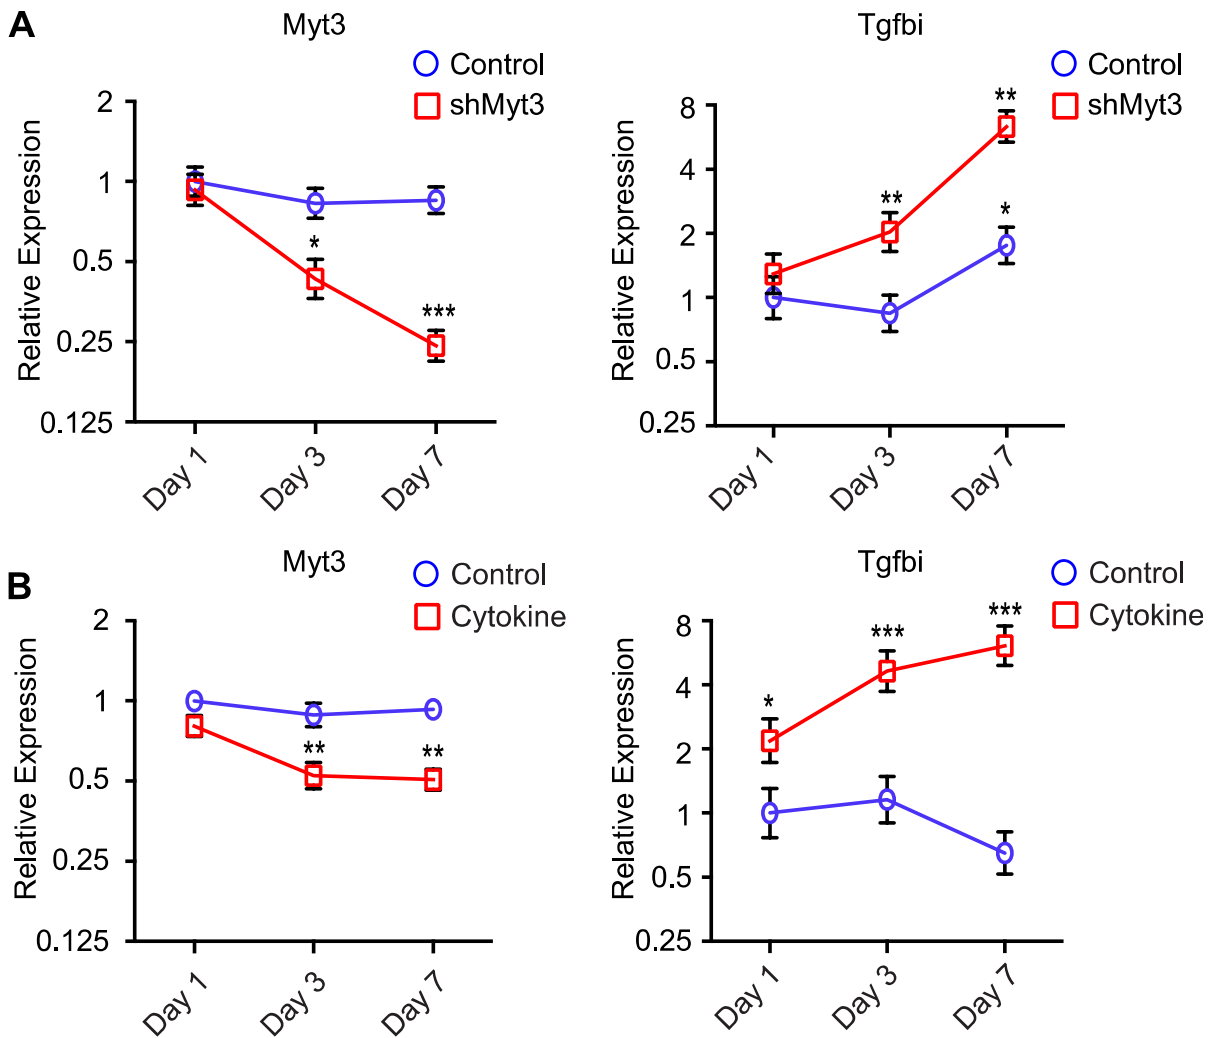 A
Myt3
Control
shMyt3
Relative Expression
2
1
0.5
0.25
0.125
*
***
Day 1
Day 3
Day 7
Tgfbi
Control
shMyt3
Relative Expression
8
4
2
1
0.5
0.25
**
**
*
Day 1
Day 3
Day 7
B
Myt3
Control
Cytokine
Relative Expression
2
1
0.5
0.25
0.125
**
**
Day 1
Day 3
Day 7
Tgfbi
Control
Cytokine
Relative Expression
8
4
2
1
0.5
0.25
*
***
***
Day 1
Day 3
Day 7